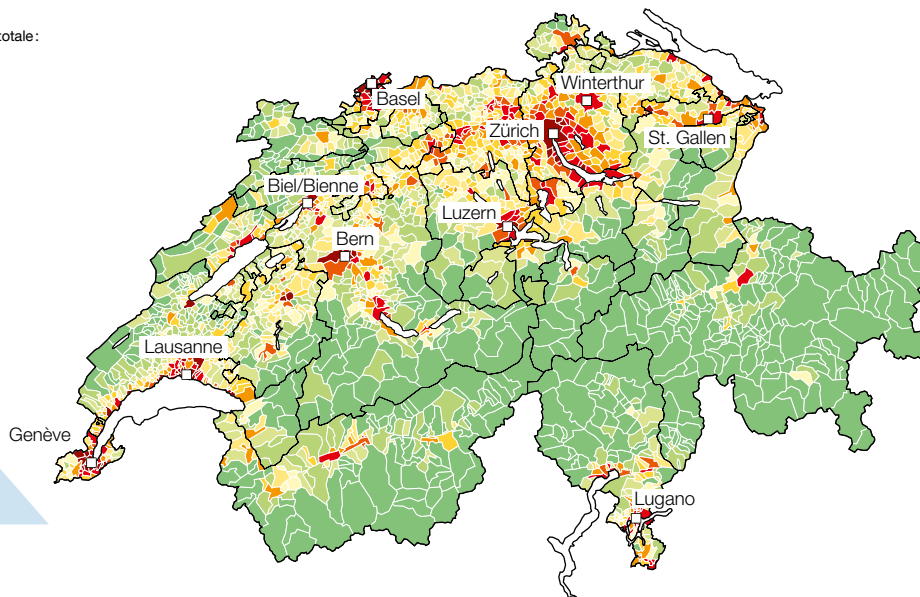 totale :
Winterthur
Basel
Zürich
St. Gallen
Biel/Bienne
Luzern
Bern
Lausanne
Genève
Lugano